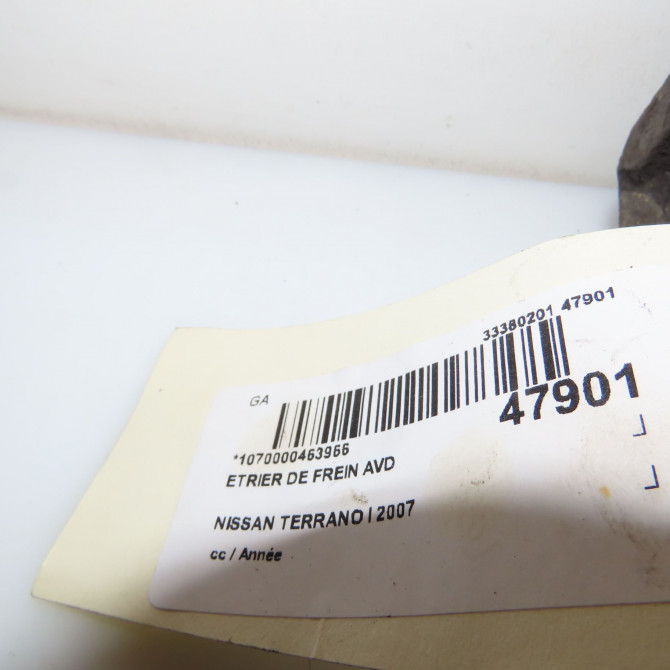 33380201 47901
GA
47901
*1070000463966
ETRIER DE FREIN AVD
NISSAN TERRANO | 2007
cc / Année